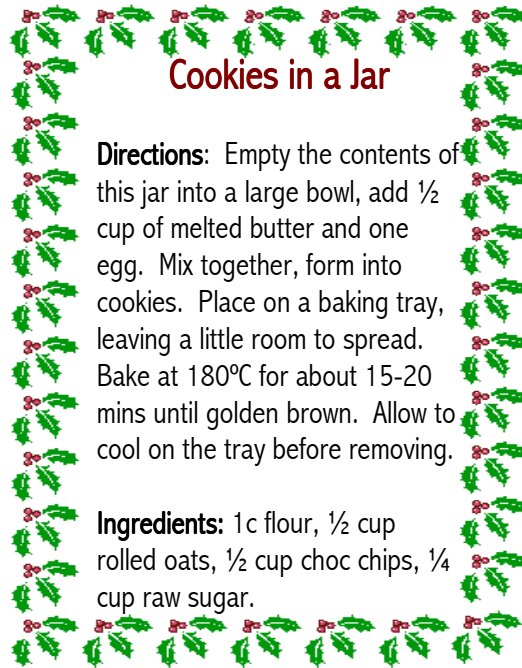 Cookies in a Jar
Directions:  Empty the contents of
this jar into a large bowl, add ½
cup of melted butter and one
egg.  Mix together, form into
cookies.  Place on a baking tray,
leaving a little room to spread.
Bake at 180ºC for about 15-20
mins until golden brown.  Allow to
cool on the tray before removing.
Ingredients: 1c flour, ½ cup
rolled oats, ½ cup choc chips, ¼
cup raw sugar.